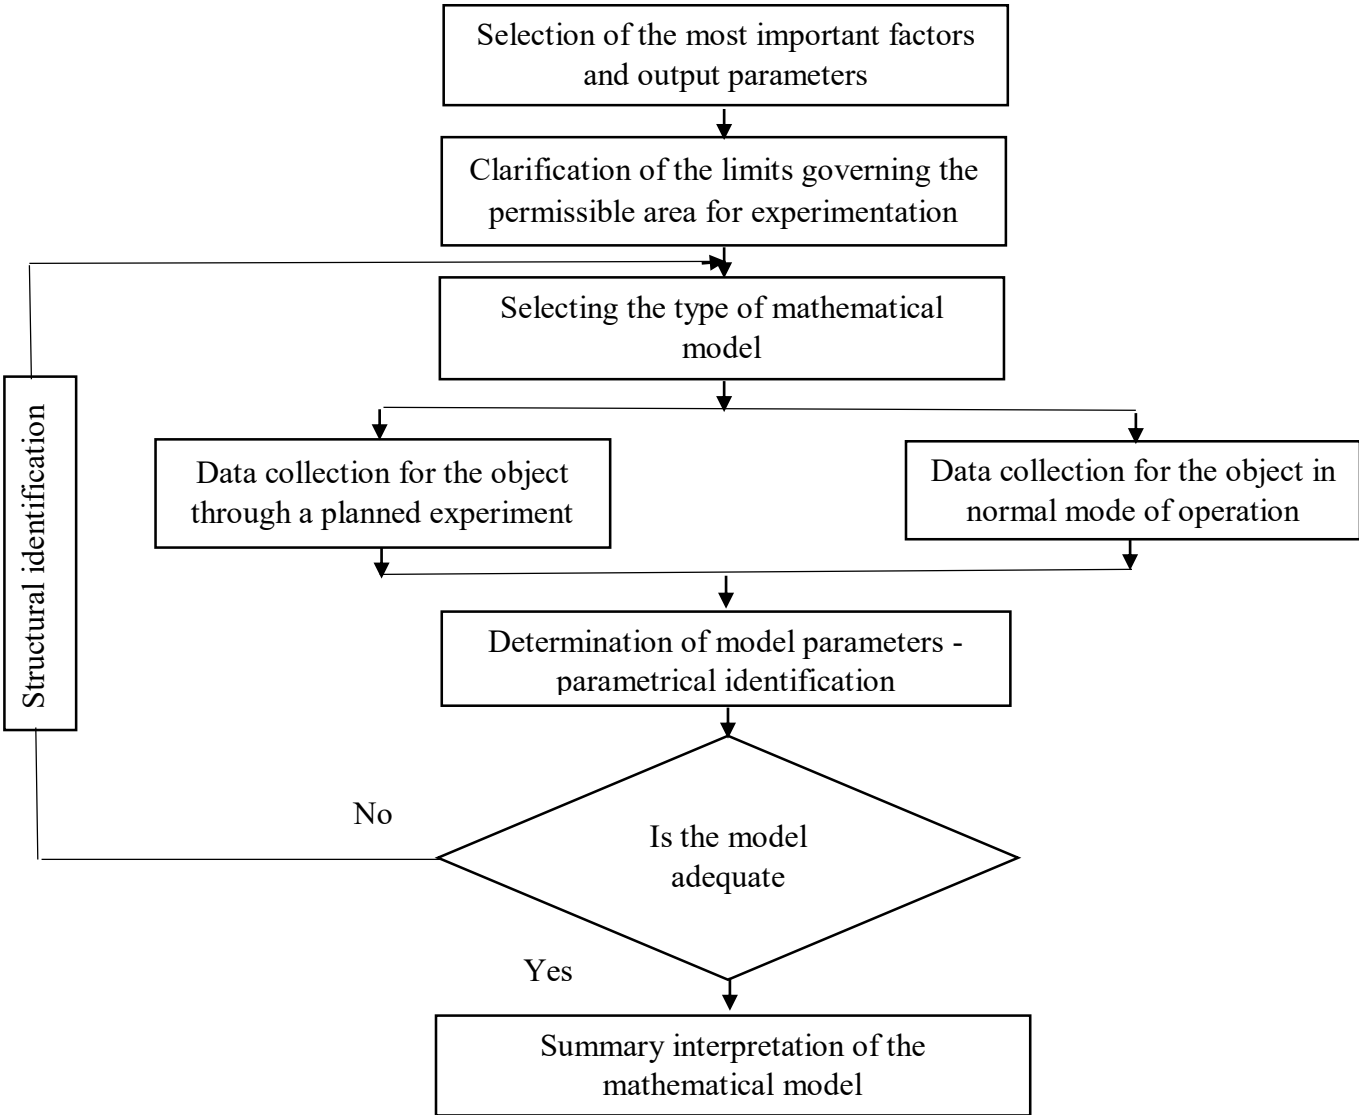 Selection of the most important factors
and output parameters
Clarification of the limits governing the
permissible area for experimentation
Selecting the type of mathematical
model
Structural identification
Data collection for the object
through a planned experiment
Data collection for the object in
normal mode of operation
Determination of model parameters -
parametrical identification
No
Is the model
adequate
Yes
Summary interpretation of the
mathematical model